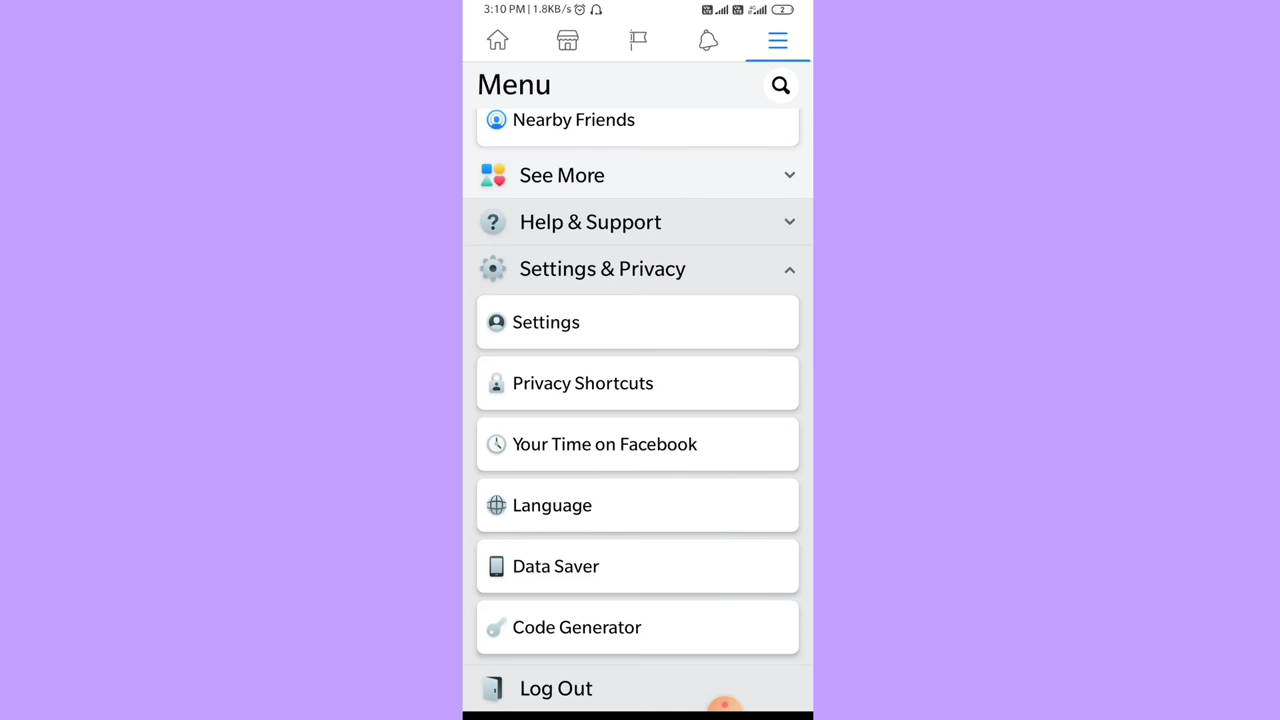 3:10 PM | 1.8KB/s
2
Menu
Nearby Friends
See More
? Help & Support
Settings & Privacy
Settings
Privacy Shortcuts
Your Time on Facebook
Language
Data Saver
Code Generator
Log Out